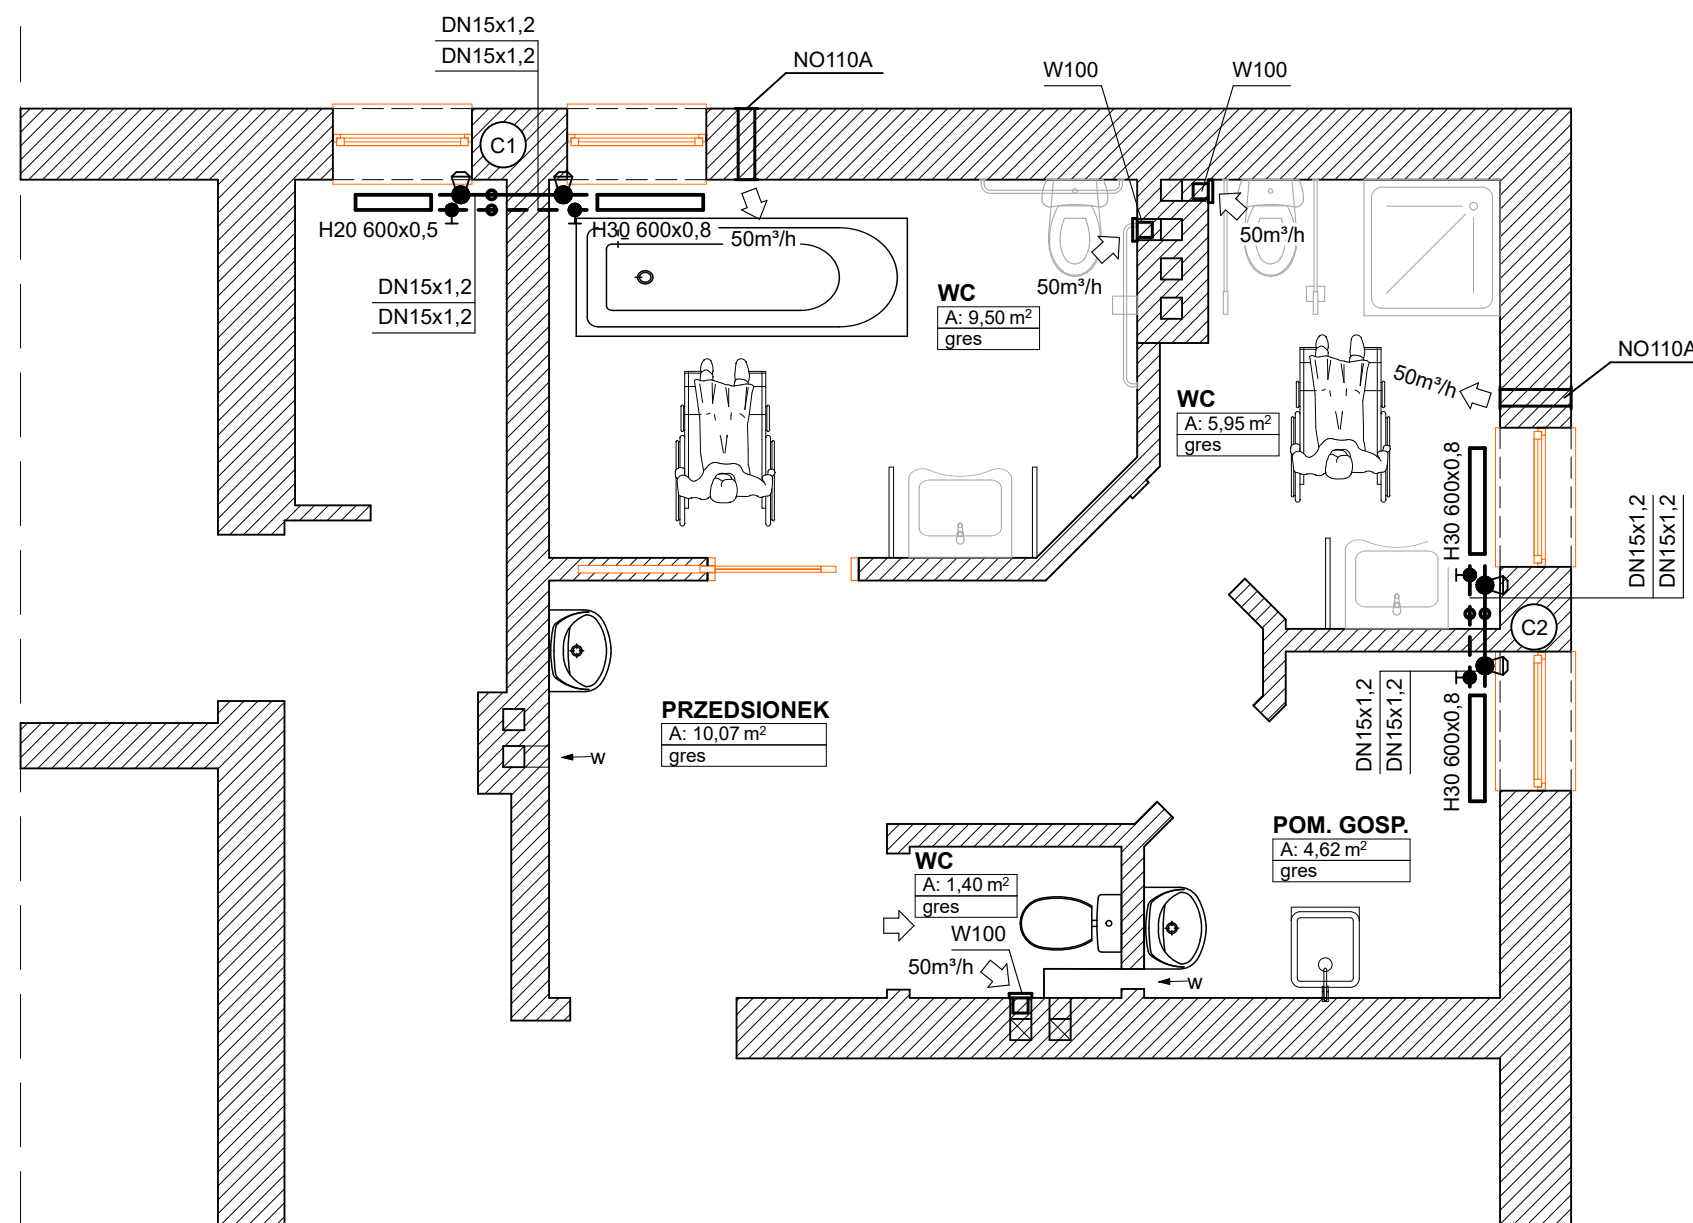 DN15x1,2
DN15x1,2
NO110A
W100
W100
C1
H20 600x0,5
H30 600x0,8
50m³/h
50m³/h
50m³/h
DN15x1,2
DN15x1,2
WC
A: 9,50 m²
gres
NO110A
50m³/h
WC
A: 5,95 m²
gres
H30 600x0,8
DN15x1,2
DN15x1,2
C2
PRZEDSIONEK
A: 10,07 m²
gres
w
DN15x1,2
DN15x1,2
H30 600x0,8
POM. GOSP.
A: 4,62 m²
gres
WC
A: 1,40 m²
gres
W100
50m³/h
w